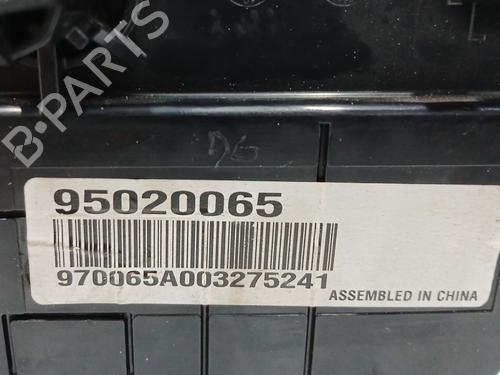 B-PARTS
95020065
970065A003275241
ASSEMBLED IN CHINA